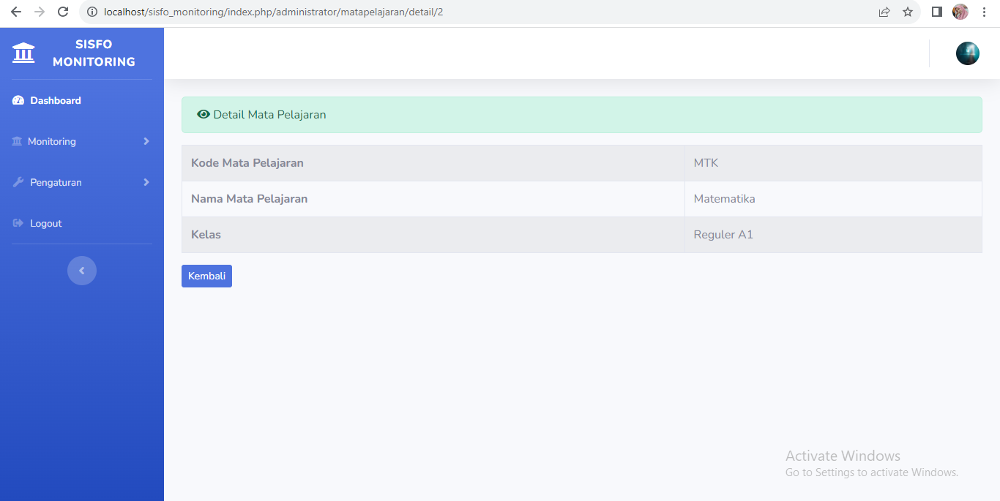 localhost/sisfo_monitoring/index.php/administrator/matapelajaran/detail/2
SISFO
MONITORING
Dashboard
Monitoring
Pengaturan
Logout
Detail Mata Pelajaran
Kode Mata Pelajaran MTK
Nama Mata Pelajaran Matematika
Kelas Reguler A1
Kembali
Activate Windows
Go to Settings to activate Windows.